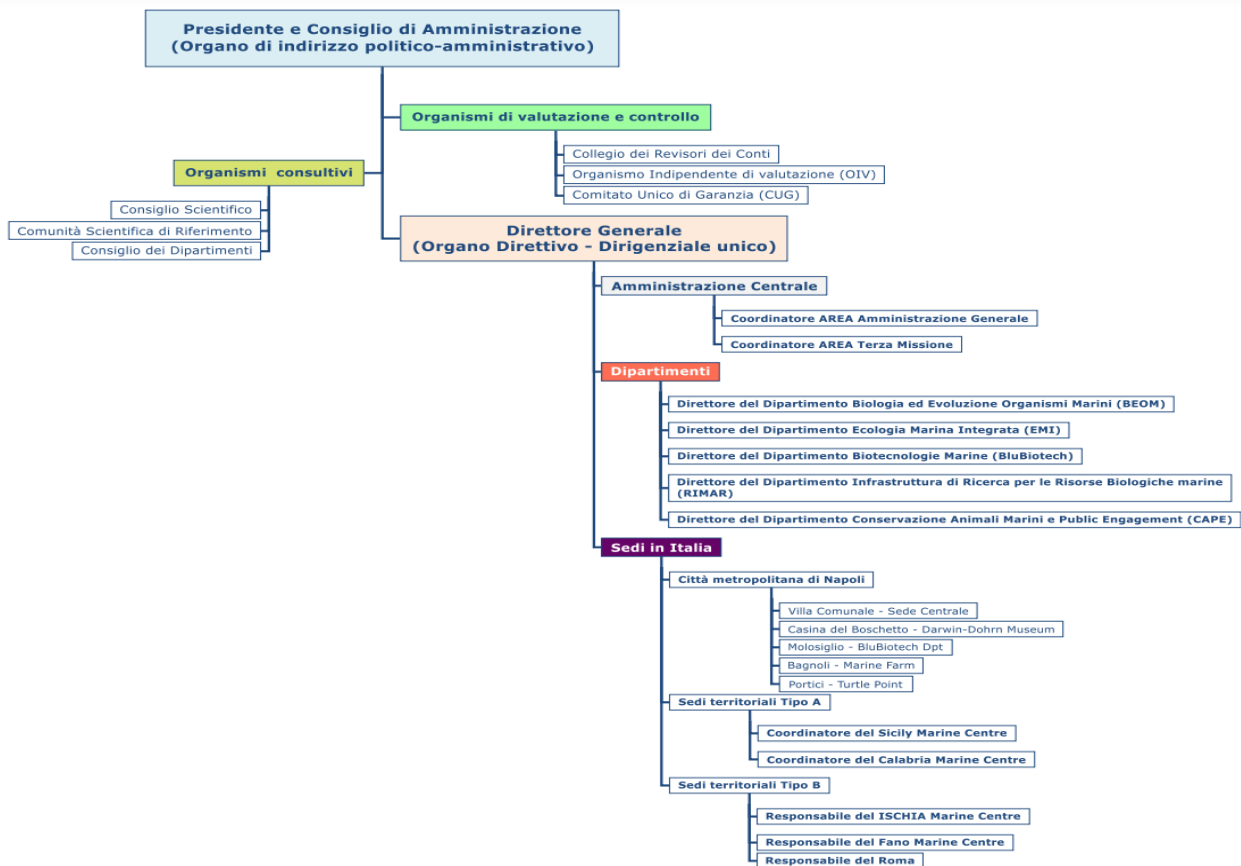 Presidente e Consiglio di Amministrazione
(Organo di indirizzo politico-amministrativo)
Organismi di valutazione e controllo
Collegio dei Revisori dei Conti
Organismo Indipendente di valutazione (OIV)
Comitato Unico di Garanzia (CUG)
Organismi consultivi
Consiglio Scientifico
Comunità Scientifica di Riferimento
Consiglio dei Dipartimenti
Direttore Generale
(Organo Direttivo - Dirigenziale unico)
Amministrazione Centrale
Coordinatore AREA Amministrazione Generale
Coordinatore AREA Terza Missione
Dipartimenti
Direttore del Dipartimento Biologia ed Evoluzione Organismi Marini (BEOM)
Direttore del Dipartimento Ecologia Marina Integrata (EMI)
Direttore del Dipartimento Biotecnologie Marine (BluBiotech)
Direttore del Dipartimento Infrastruttura di Ricerca per le Risorse Biologiche marine
(RIMAR)
Direttore del Dipartimento Conservazione Animali Marini e Public Engagement (CAPE)
Sedi in Italia
Città metropolitana di Napoli
Villa Comunale - Sede Centrale
Casina del Boschetto - Darwin-Dohrn Museum
Molosiglio - BluBiotech Dpt
Bagnoli - Marine Farm
Portici - Turtle Point
Sedi territoriali Tipo A
Coordinatore del Sicily Marine Centre
Coordinatore del Calabria Marine Centre
Sedi territoriali Tipo B
Responsabile del ISCHIA Marine Centre
Responsabile del Fano Marine Centre
Responsabile del Roma